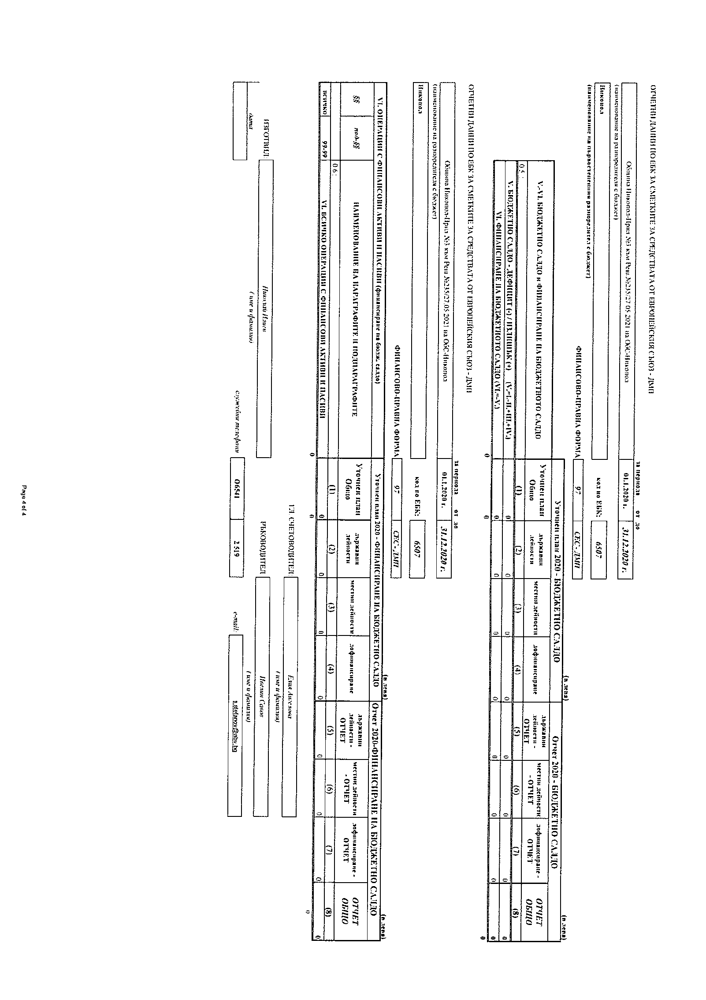 ОТЧЕТНИ ДАННИ ПО ЕБК ЗА СМЕТКИТЕ ЗА СРЕДСТВАТА ОТ ЕВРОПЕЙСКИЯ СЪЮЗ - ДМП
за периода от до
Община Никопол-Прил №3 към Реш №235/27.05 2021 на ОбС-Никопол 01.1.2020 г. 31.12.2020 г.
(наименование на разпоредителя с бюджет)
Никопол код по ЕБК: 6507
(наименование на първостепенния разпоредител с бюджет)
ФИНАНСОВО-ПРАВНА ФОРМА 97 СЕС - ДМП
(в лева) (в лева)
Уточнен план 2020 - БЮДЖЕТНО САЛДО Отчет 2020 - БЮДЖЕТНО САЛДО
V.-VI. БЮДЖЕТНО САЛДО и ФИНАНСИРАНЕ НА БЮДЖЕТНОТО САЛДО Уточнен план Общо държавни дейности местни дейности дофинансиране държавни дейности - ОТЧЕТ местни дейности - ОТЧЕТ дофинансиране - ОТЧЕТ ОТЧЕТ ОБЩО
0 5 (1) (2) (3) (4) (5) (6) (7) (8)
V. БЮДЖЕТНО САЛДО - ДЕФИЦИТ (-) / ИЗЛИШЪК (+) (V.=I.-II.+III.+IV.) 0 0 0 0 0 0 0 0
VI. ФИНАНСИРАНЕ НА БЮДЖЕТНОТО САЛДО (VI.=-V.) 0 0 0 0 0 0 0 0
0 0 0
ОТЧЕТНИ ДАННИ ПО ЕБК ЗА СМЕТКИТЕ ЗА СРЕДСТВАТА ОТ ЕВРОПЕЙСКИЯ СЪЮЗ - ДМП
за периода от до
Община Никопол-Прил №3 към Реш №235/27.05 2021 на ОбС-Никопол 01.1.2020 г. 31.12.2020 г.
(наименование на разпоредителя с бюджет)
Никопол код по ЕБК: 6507
ФИНАНСОВО-ПРАВНА ФОРМА 97 СЕС - ДМП
(в лева) (в лева)
VI. ОПЕРАЦИИ С ФИНАНСОВИ АКТИВИ И ПАСИВИ (финансиране на бюдж. салдо) Уточнен план 2020 - ФИНАНСИРАНЕ НА БЮДЖЕТНО САЛДО Отчет 2020-ФИНАНСИРАНЕ НА БЮДЖЕТНО САЛДО
§§ под-§§ НАИМЕНОВАНИЕ НА ПАРАГРАФИТЕ И ПОДПАРАГРАФИТЕ Уточнен план Общо държавни дейности местни дейности дофинансиране държавни дейности - ОТЧЕТ местни дейности - ОТЧЕТ дофинансиране - ОТЧЕТ ОТЧЕТ ОБЩО
0 6 (1) (2) (3) (4) (5) (6) (7) (8)
всичко 99-99 VI. ВСИЧКО ОПЕРАЦИИ С ФИНАНСОВИ АКТИВИ И ПАСИВИ 0 0 0 0 0 0 0 0
0 0 0
ГЛ. СЧЕТОВОДИТЕЛ: Елия Ангелова
(име и фамилия)
ИЗГОТВИЛ: Николай Илиев РЪКОВОДИТЕЛ Ивелин Савов
(име и фамилия) (име и фамилия)
дата
служебни телефони 06541 2 519 e-mail: s.stefanov@nbv.bg
Page 4 of 4